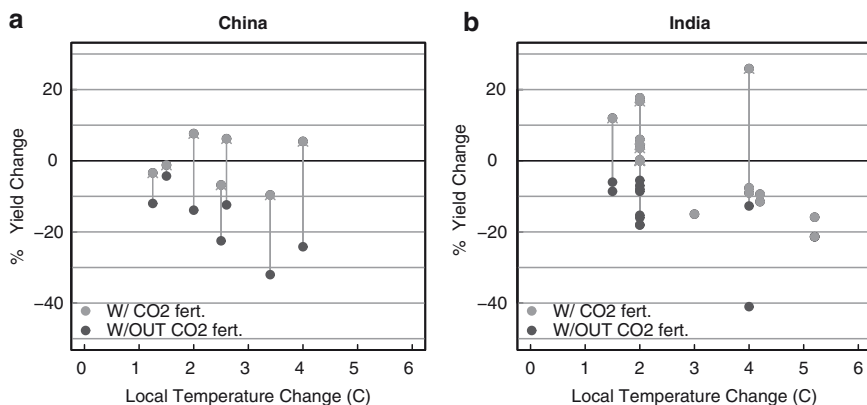 a
China
% Yield Change
20
0
−20
−40
W/ CO2 fert.
W/OUT CO2 fert.
0 1 2 3 4 5 6
Local Temperature Change (C)
b
India
% Yield Change
20
0
−20
−40
W/ CO2 fert.
W/OUT CO2 fert.
0 1 2 3 4 5 6
Local Temperature Change (C)